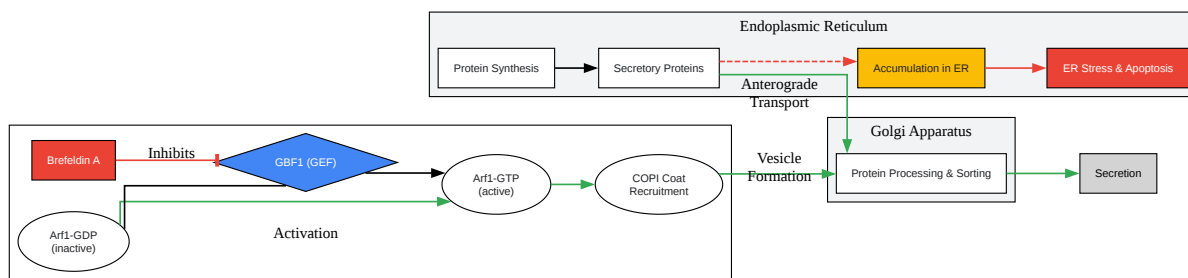 Endoplasmic Reticulum
Protein Synthesis
Secretory Proteins
Accumulation in ER
ER Stress & Apoptosis
Anterograde
Transport
Golgi Apparatus
Brefeldin A
Inhibits
GBF1 (GEF)
Arf1-GTP
(active)
COPI Coat
Recruitment
Vesicle
Formation
Protein Processing & Sorting
Secretion
Arf1-GDP
(inactive)
Activation